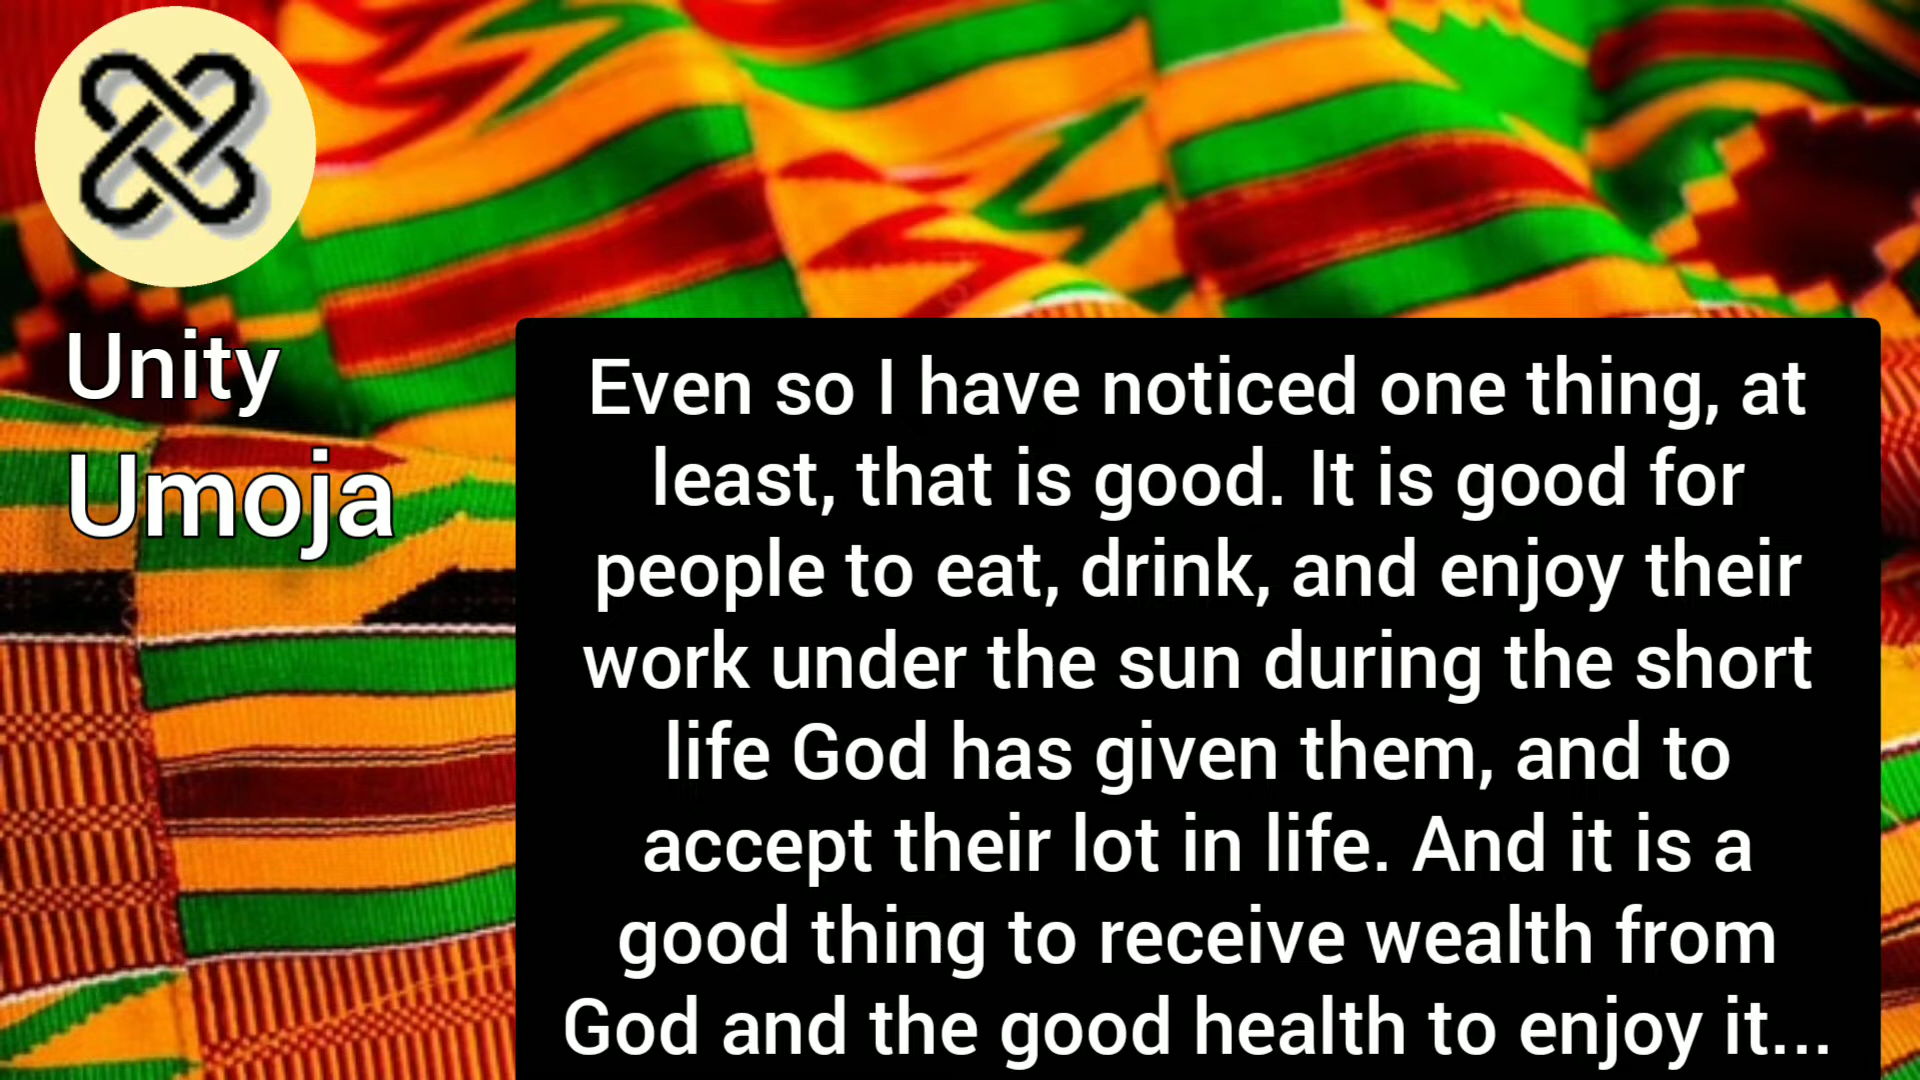 Unity
Umoja
Even so I have noticed one thing, at
least, that is good. It is good for
people to eat, drink, and enjoy their
work under the sun during the short
life God has given them, and to
accept their lot in life. And it is a
good thing to receive wealth from
God and the good health to enjoy it...